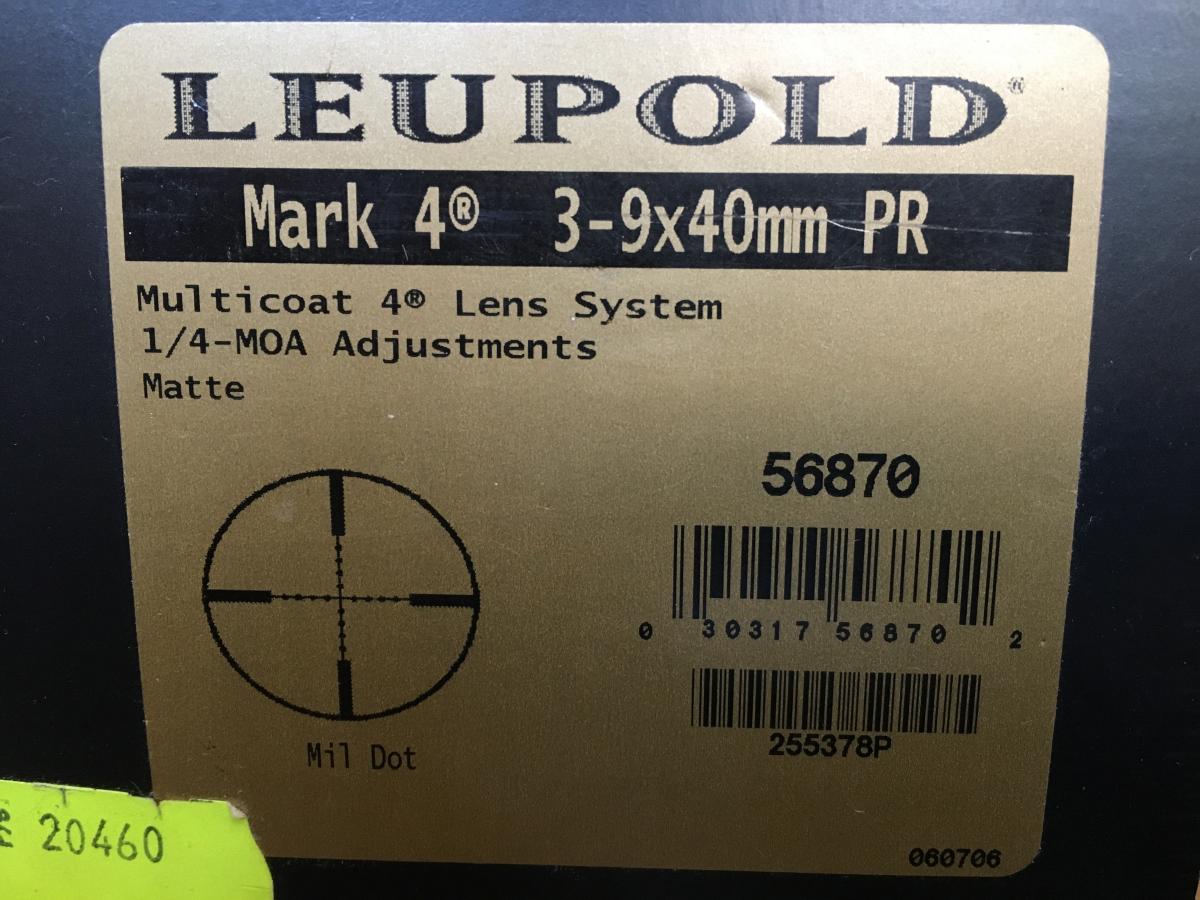 LEUPOLD®
Mark 4® 3-9x40mm PR
Multicoat 4® Lens System
1/4-MOA Adjustments
Matte
56870
0 30317 56870 2
255378P
Mil Dot
20460
060706